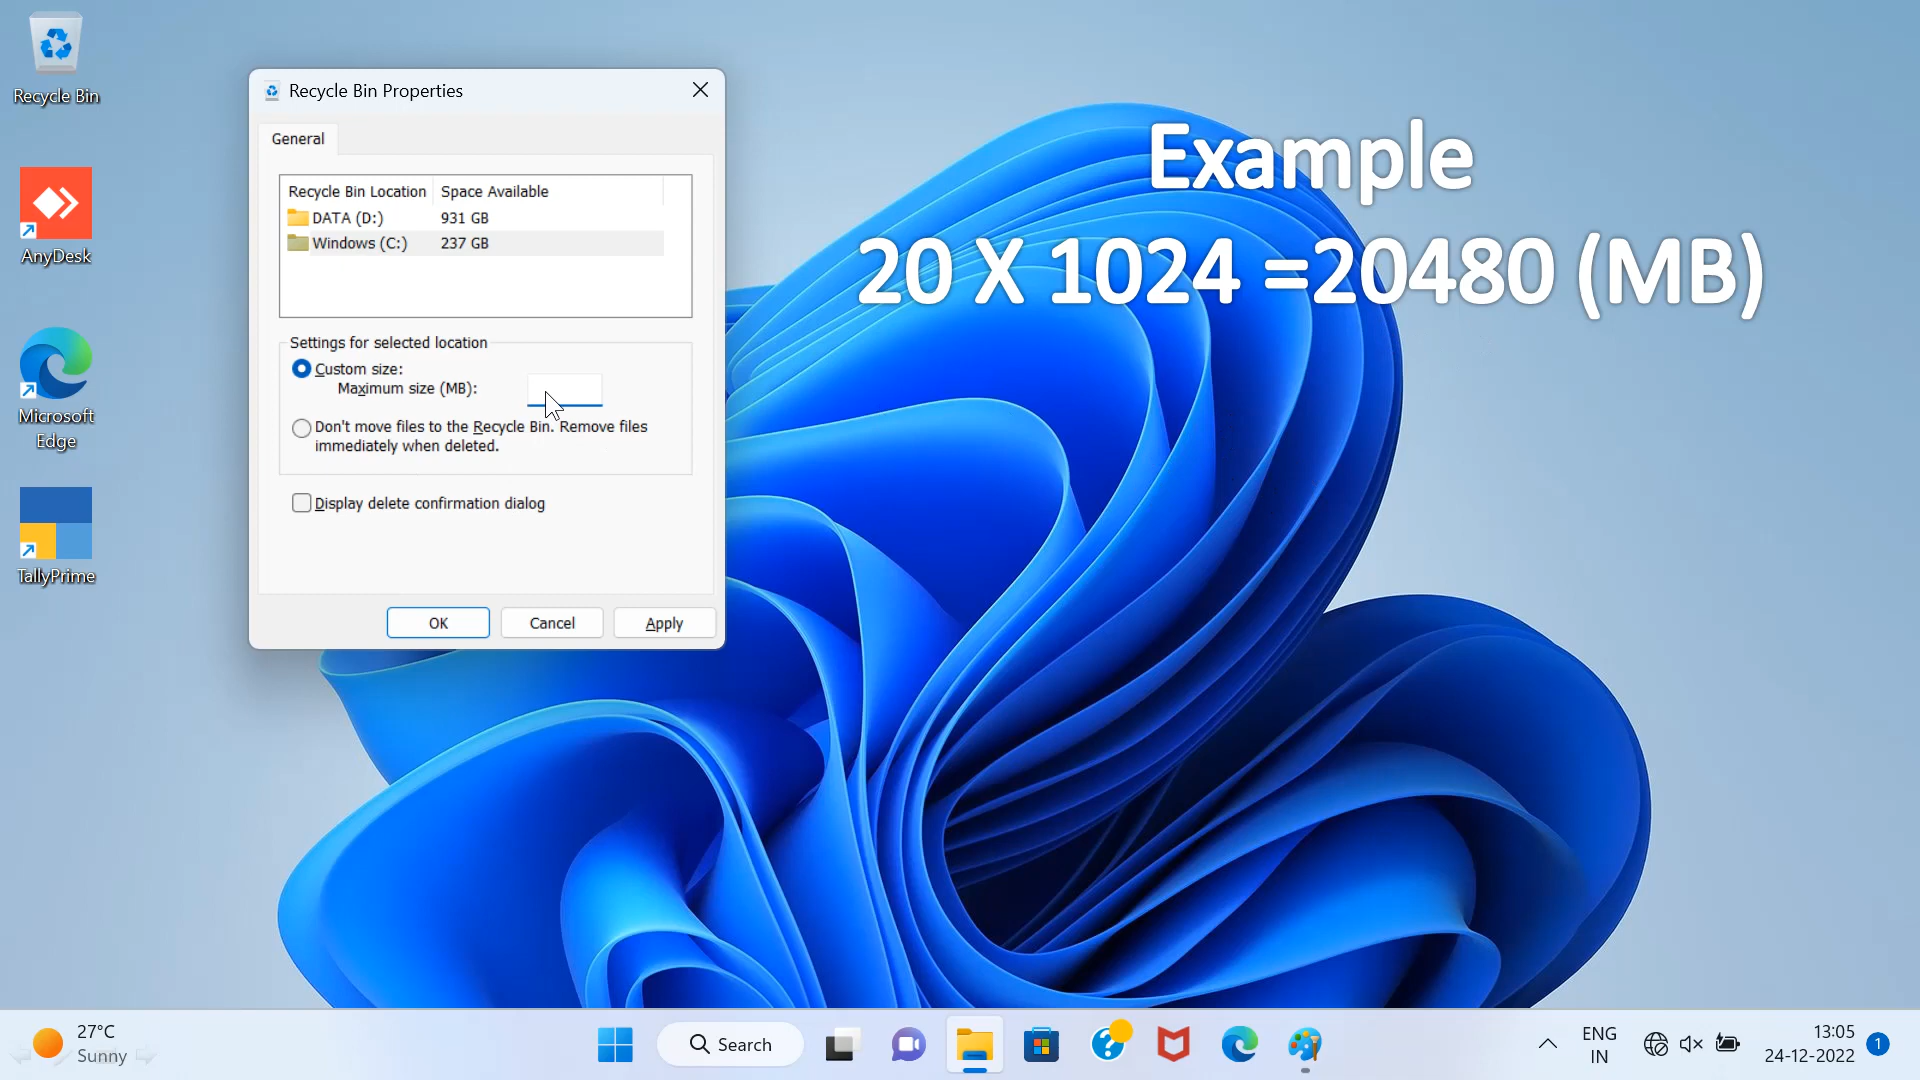 Recycle Bin
AnyDesk
Microsoft
Edge
TallyPrime
Recycle Bin Properties
General
Recycle Bin Location Space Available
DATA (D:) 931 GB
Windows (C:) 237 GB
Settings for selected location
Custom size:
Maximum size (MB):
Don't move files to the Recycle Bin. Remove files
immediately when deleted.
Display delete confirmation dialog
OK Cancel Apply
Example
20 X 1024 =20480 (MB)
27°C
Sunny
Search
ENG
IN
13:05
24-12-2022
1